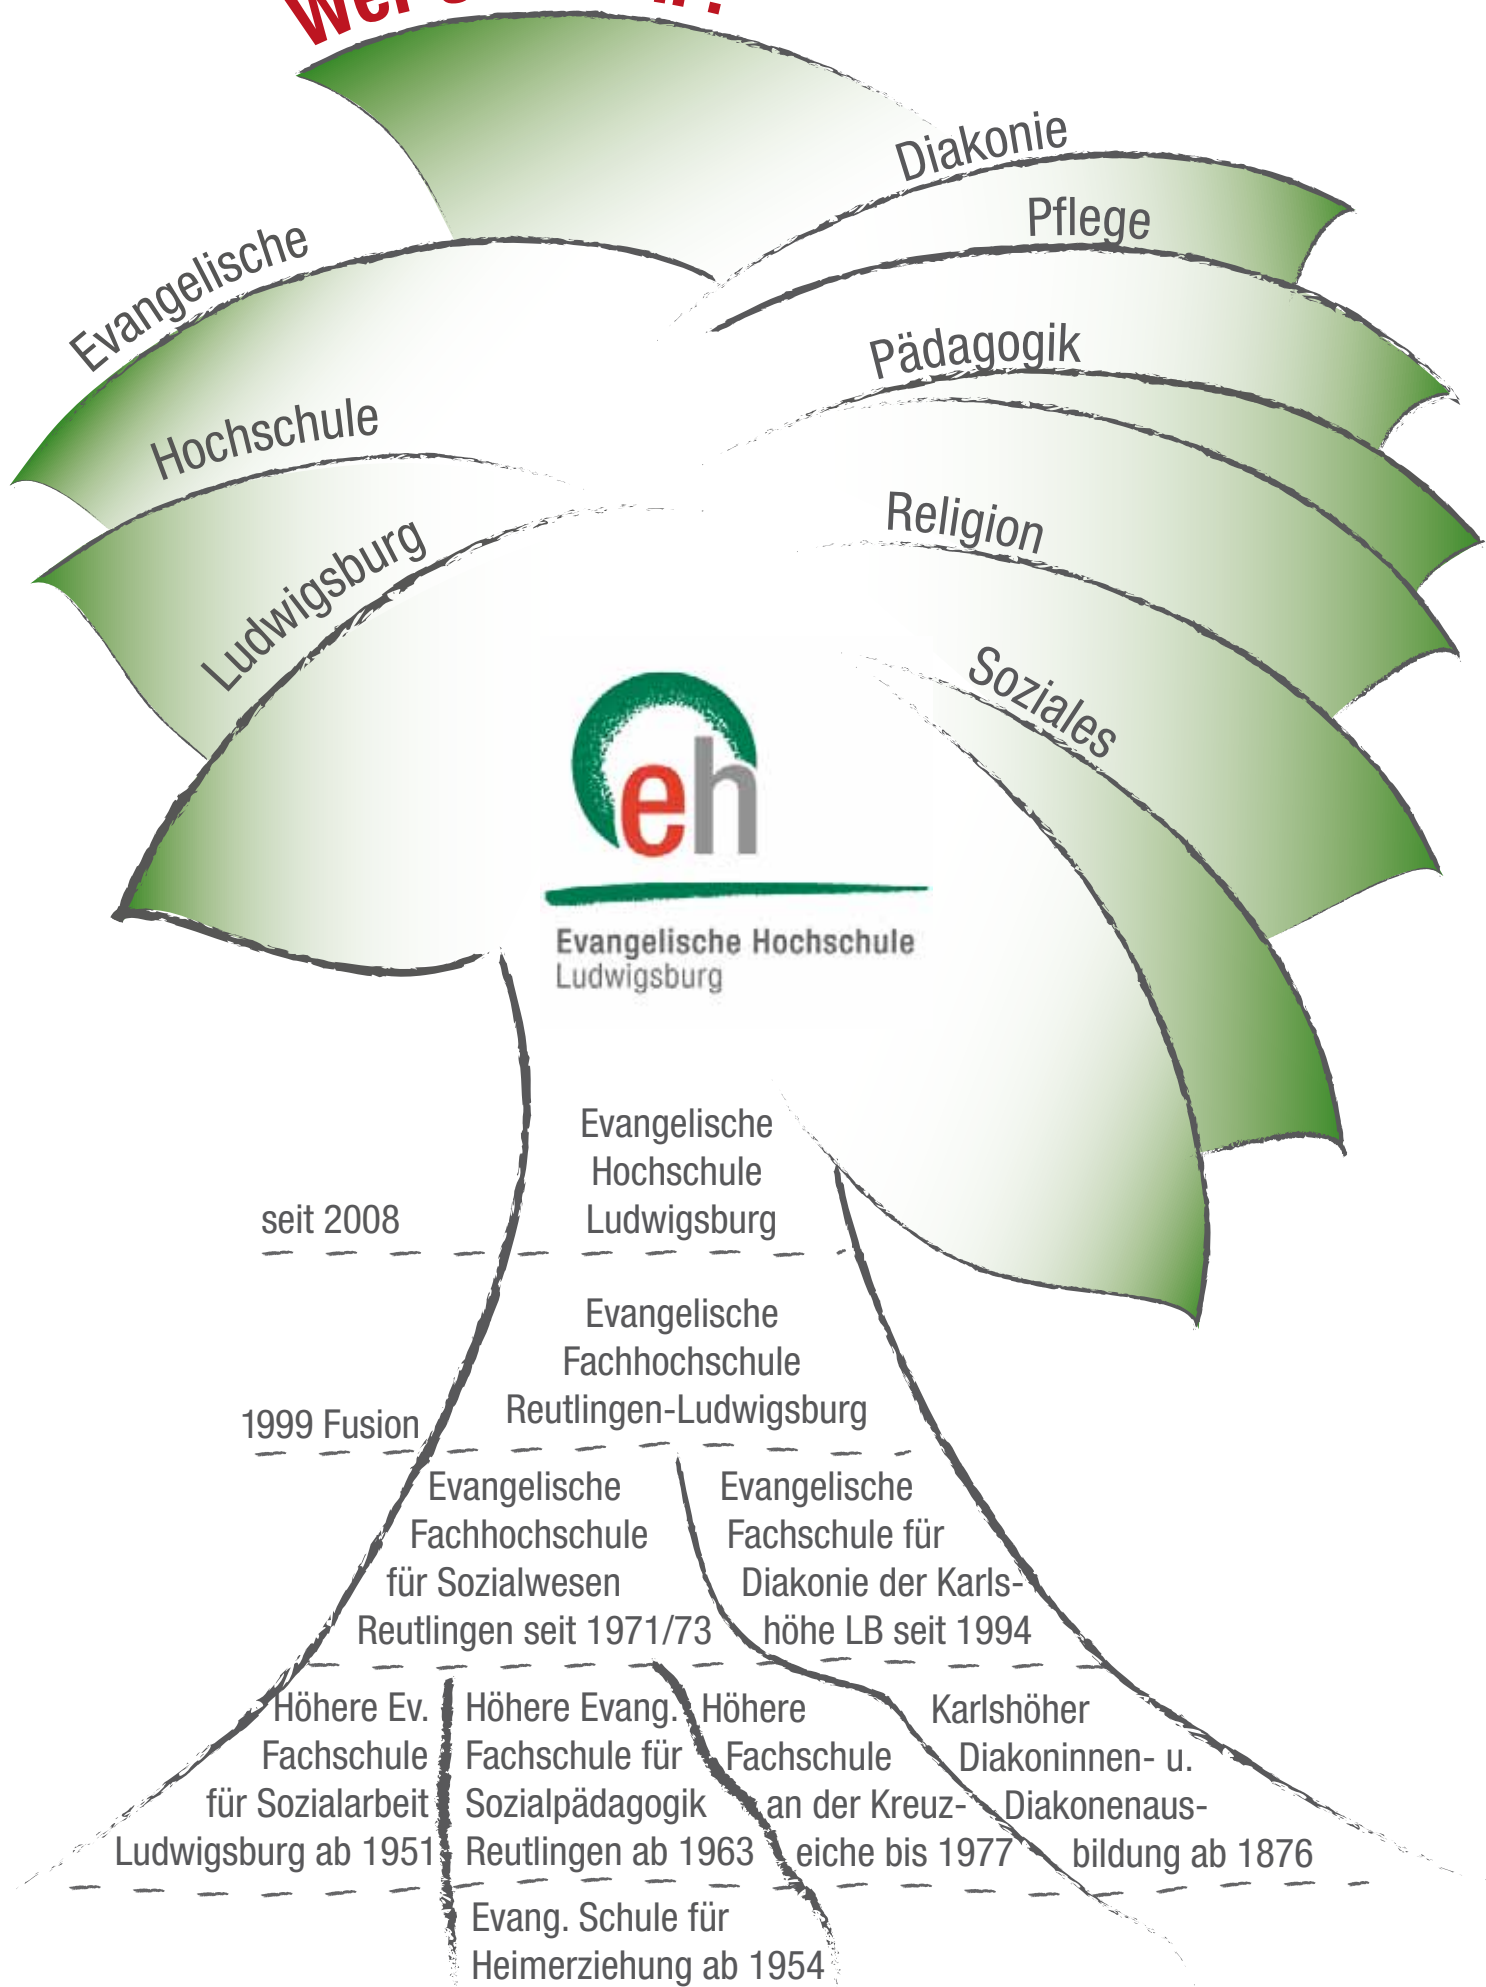 Evangelische
Hochschule
Ludwigsburg
Diakonie
Pflege
Pädagogik
Religion
Soziales
eh
Evangelische Hochschule
Ludwigsburg
seit 2008
Evangelische
Hochschule
Ludwigsburg
1999 Fusion
Evangelische
Fachhochschule
Reutlingen-Ludwigsburg
Evangelische
Fachhochschule
für Sozialwesen
Reutlingen seit 1971/73
Evangelische
Fachschule für
Diakonie der Karls-
höhe LB seit 1994
Höhere Ev.
Fachschule
für Sozialarbeit
Ludwigsburg ab 1951
Höhere Evang.
Fachschule für
Sozialpädagogik
Reutlingen ab 1963
Höhere
Fachschule
an der Kreuz-
eiche bis 1977
Karlshöher
Diakoninnen- u.
Diakonenaus-
bildung ab 1876
Evang. Schule für
Heimerziehung ab 1954